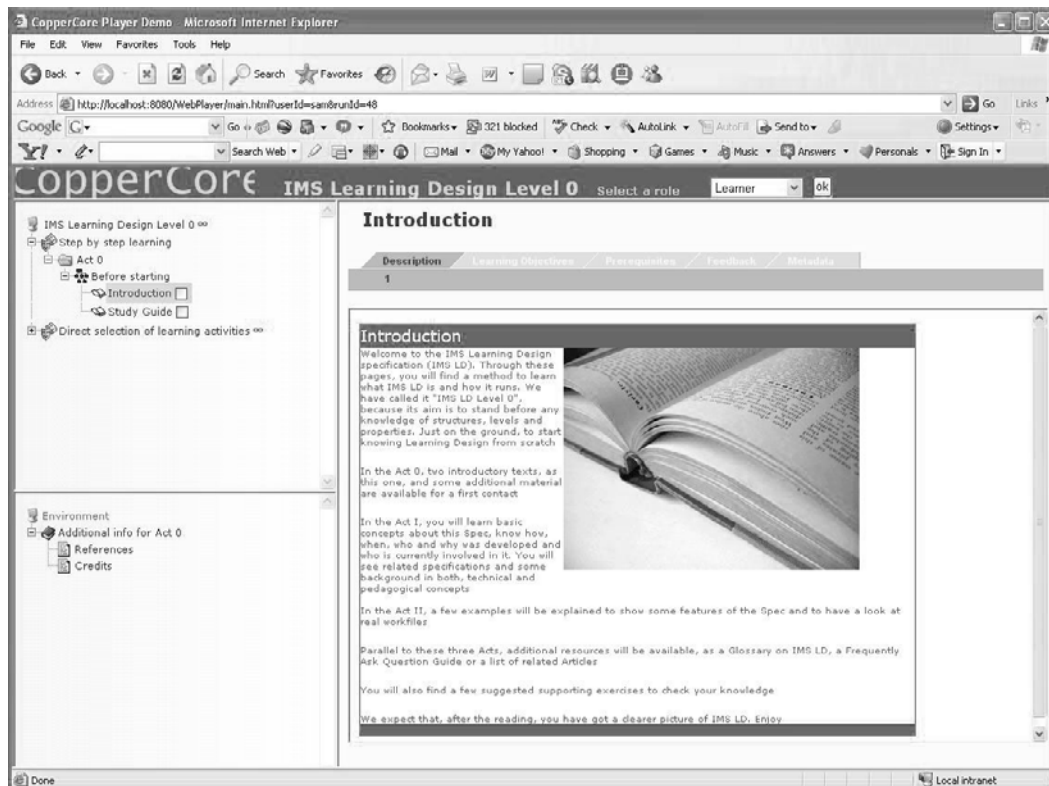 CopperCore Player Demo - Microsoft Internet Explorer
File Edit View Favorites Tools Help
Back Search Favorites
Address http://localhost:8080/WebPlayer/main.html?userId=sam&runId=48 Go Links
Google Go Bookmarks 321 blocked Check AutoLink AutoFill Send to Settings
Y! Search Web Mail My Yahoo! Shopping Games Music Answers Personals Sign In
CopperCore IMS Learning Design Level 0 Select a role Learner ok
IMS Learning Design Level 0
Step by step learning
Act 0
Before starting
Introduction
Study Guide
Direct selection of learning activities
Environment
Additional info for Act 0
References
Credits
Introduction
Description Learning Objectives Prerequisites Feedback Metadata
1
Introduction
Welcome to the IMS Learning Design
specification (IMS LD). Through these
pages, you will find a method to learn
what IMS LD is and how it runs. We
have called it "IMS LD Level 0",
because its aim is to stand before any
knowledge of structures, levels and
properties. Just on the ground, to start
knowing Learning Design from scratch
In the Act 0, two introductory texts, as
this one, and some additional material
are available for a first contact
In the Act I, you will learn basic
concepts about this Spec, know how,
when, who and why was developed and
who is currently involved in it. You will
see related specifications and some
background in both, technical and
pedagogical concepts
In the Act II, a few examples will be explained to show some features of the Spec and to have a look at
real workfiles
Parallel to these three Acts, additional resources will be available, as a Glossary on IMS LD, a Frequently
Ask Question Guide or a list of related Articles
You will also find a few suggested supporting exercises to check your knowledge
We expect that, after the reading, you have got a clearer picture of IMS LD. Enjoy
Done Local intranet